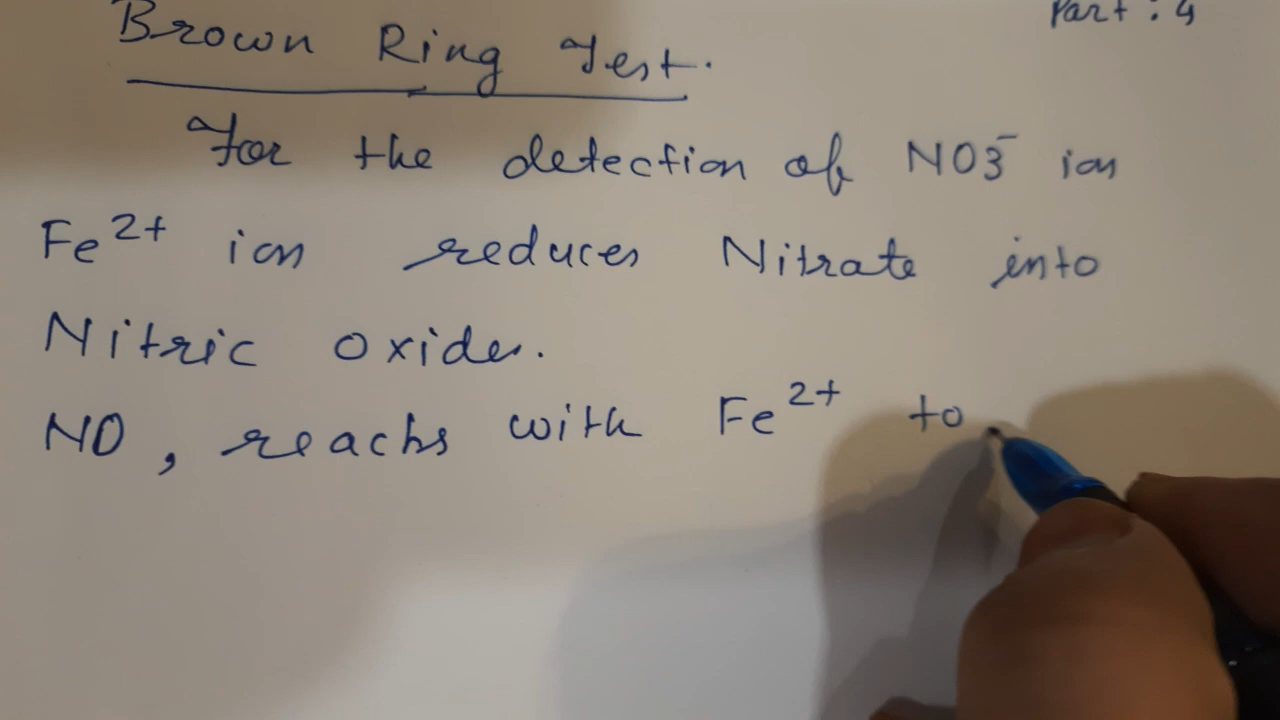 Part : 4
Brown Ring Test.
For the detection of NO3⁻ ion
Fe²⁺ ion reduces Nitrate into
Nitric oxide.
NO, reacts with Fe²⁺ to